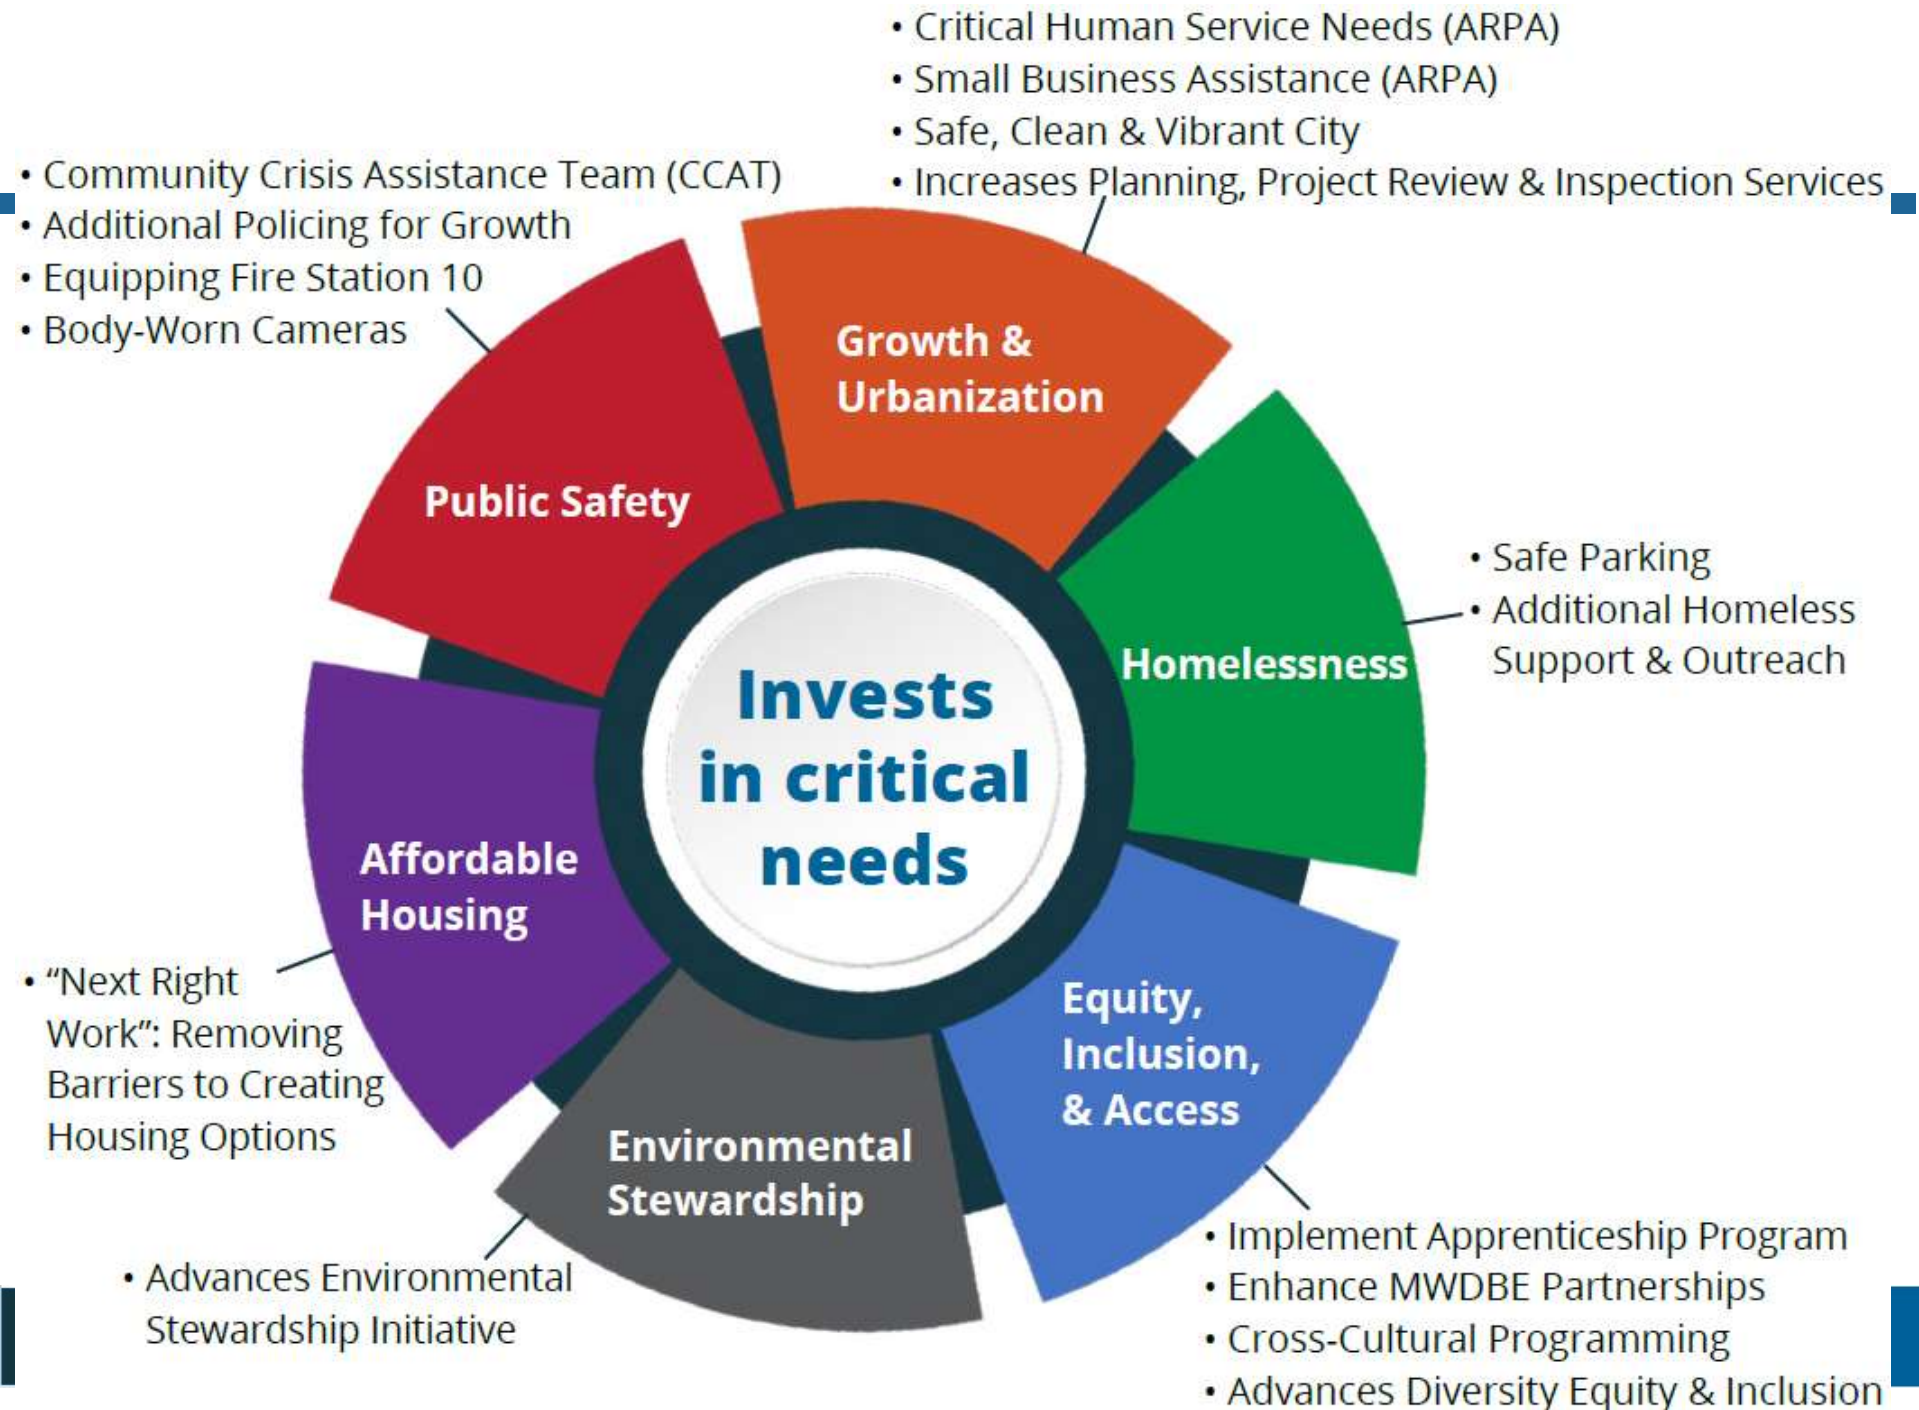 • Critical Human Service Needs (ARPA)
• Small Business Assistance (ARPA)
• Safe, Clean & Vibrant City
• Increases Planning, Project Review & Inspection Services
• Community Crisis Assistance Team (CCAT)
• Additional Policing for Growth
• Equipping Fire Station 10
• Body-Worn Cameras
Growth &
Urbanization
Public Safety
• Safe Parking
• Additional Homeless
Support & Outreach
Homelessness
Invests
in critical
needs
Affordable
Housing
• “Next Right
Work”: Removing
Barriers to Creating
Housing Options
Equity,
Inclusion,
& Access
Environmental
Stewardship
• Advances Environmental
Stewardship Initiative
• Implement Apprenticeship Program
• Enhance MWDBE Partnerships
• Cross-Cultural Programming
• Advances Diversity Equity & Inclusion